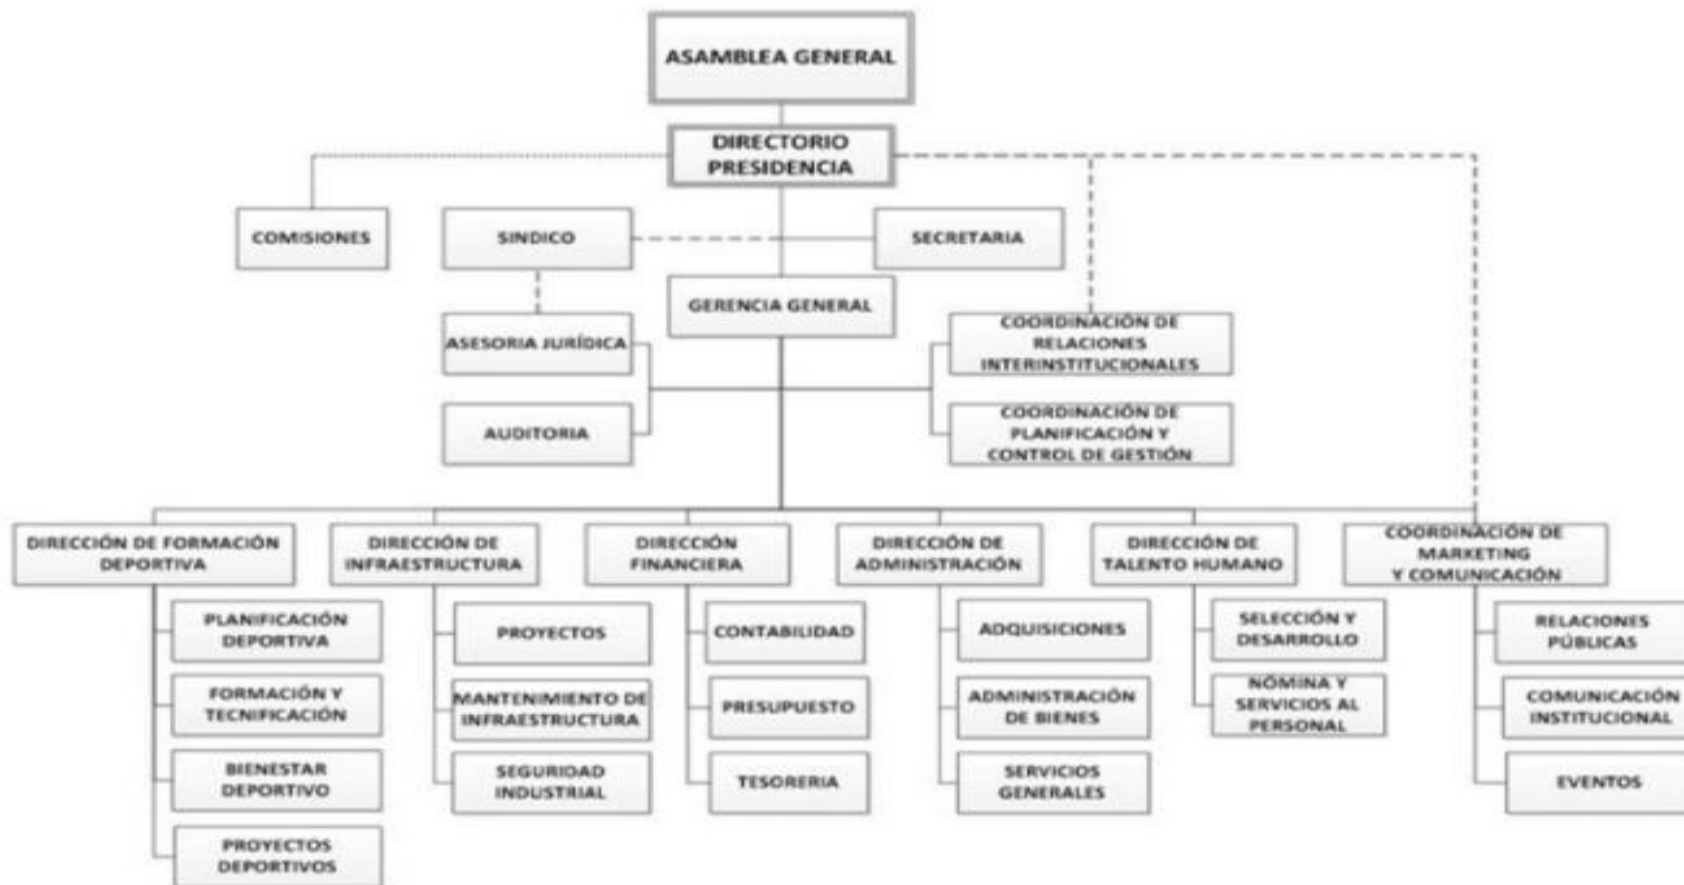 ASAMBLEA GENERAL
DIRECTORIO
PRESIDENCIA
COMISIONES
SINDICO
SECRETARIA
GERENCIA GENERAL
ASESORIA JURÍDICA
COORDINACIÓN DE
RELACIONES
INTERINSTITUCIONALES
AUDITORIA
COORDINACIÓN DE
PLANIFICACIÓN Y
CONTROL DE GESTIÓN
DIRECCIÓN DE FORMACIÓN
DEPORTIVA
PLANIFICACIÓN
DEPORTIVA
FORMACIÓN Y
TECNIFICACIÓN
BIENESTAR
DEPORTIVO
PROYECTOS
DEPORTIVOS
DIRECCIÓN DE
INFRAESTRUCTURA
PROYECTOS
MANTENIMIENTO DE
INFRAESTRUCTURA
SEGURIDAD
INDUSTRIAL
DIRECCIÓN
FINANCIERA
CONTABILIDAD
PRESUPUESTO
TESORERIA
DIRECCIÓN DE
ADMINISTRACIÓN
ADQUISICIONES
ADMINISTRACIÓN
DE BIENES
SERVICIOS
GENERALES
DIRECCIÓN DE
TALENTO HUMANO
SELECCIÓN Y
DESARROLLO
NÓMINA Y
SERVICIOS AL
PERSONAL
COORDINACIÓN DE
MARKETING
Y COMUNICACIÓN
RELACIONES
PÚBLICAS
COMUNICACIÓN
INSTITUCIONAL
EVENTOS